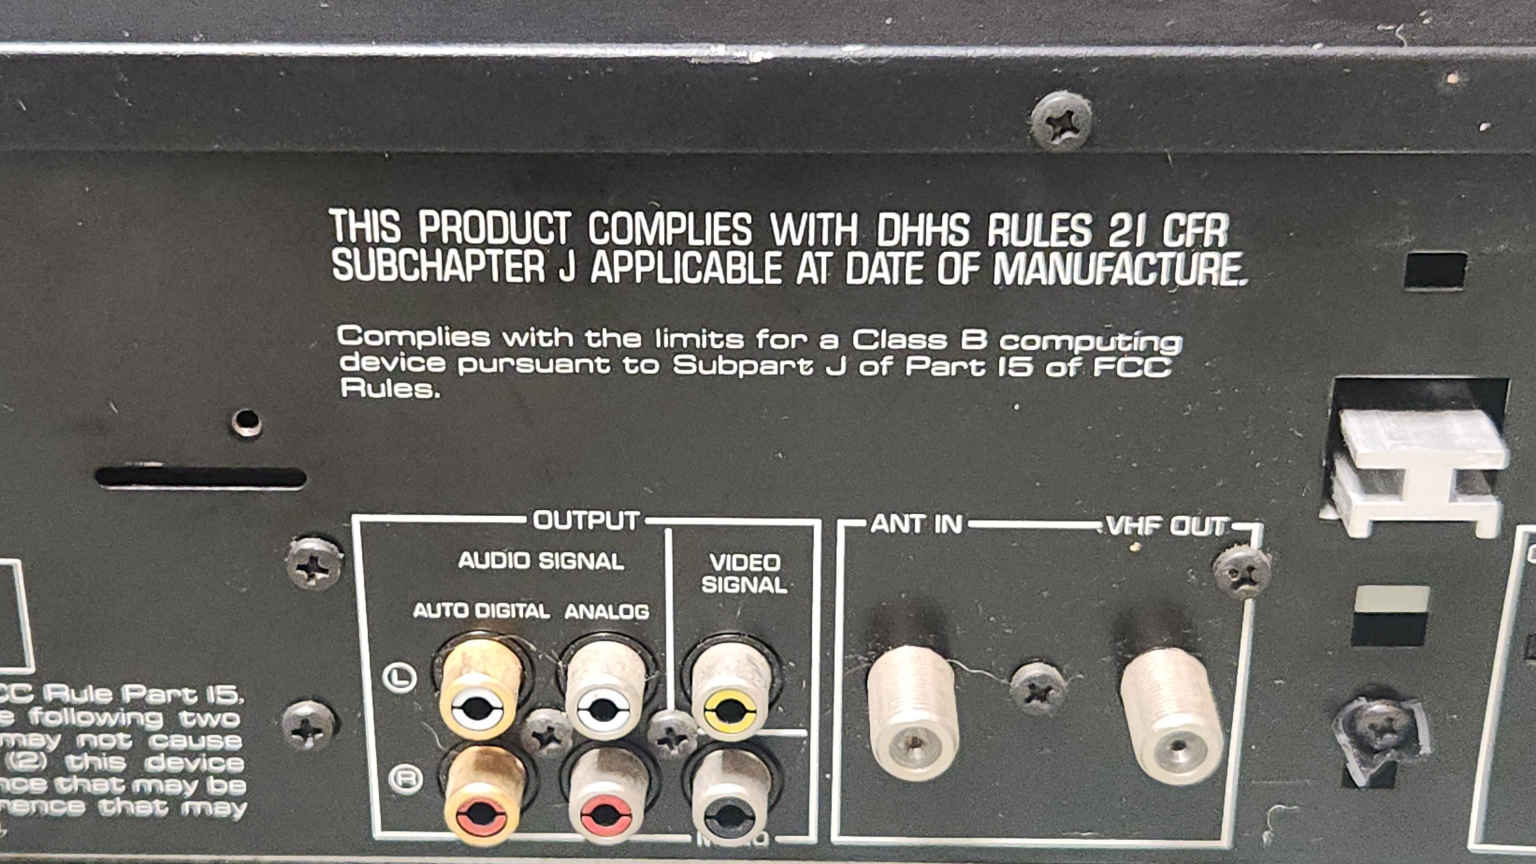 THIS PRODUCT COMPLIES WITH DHHS RULES 21 CFR
SUBCHAPTER J APPLICABLE AT DATE OF MANUFACTURE.
Complies with the limits for a Class B computing
device pursuant to Subpart J of Part 15 of FCC
Rules.
OUTPUT
AUDIO SIGNAL
VIDEO
SIGNAL
AUTO DIGITAL ANALOG
L
R
ANT IN
VHF OUT
Rule Part 15.
following two
may not cause
(2) this device
that may be
that may